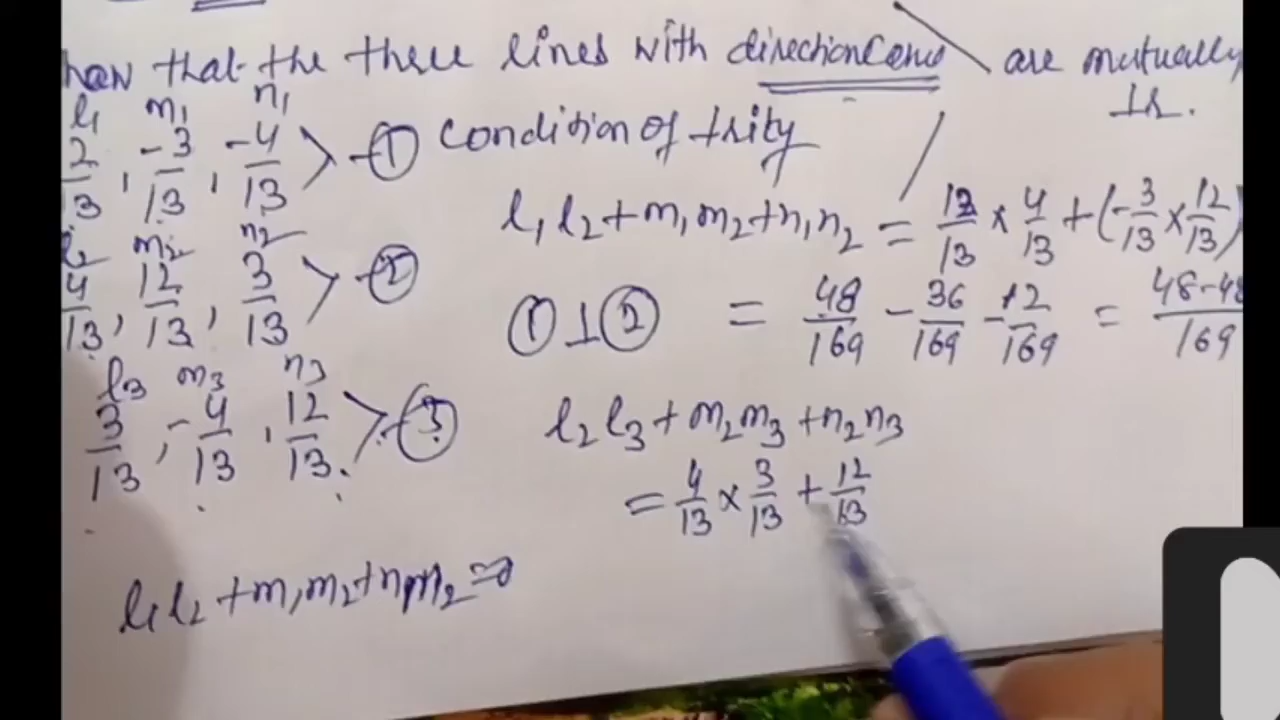 how that the three lines with direction are mutually
⊥r.
l1 m1 n1
2/13, -3/13, -4/13 > -①
Condition of ⊥rity
l1l2 + m1m2 + n1n2 = 12/13 × 4/13 + (-3/13 × 12/13)
l2 m2 n2
4/13, 12/13, 3/13 > -②
① ⊥ ② = 48/169 - 36/169 - 12/169 = 48-48/169
l3 m3 n3
3/13, -4/13, 12/13. > -③
l2l3 + m2m3 + n2n3
= 4/13 × 3/13 + 12/13
l1l2 + m1m2 + n1n2 = 0